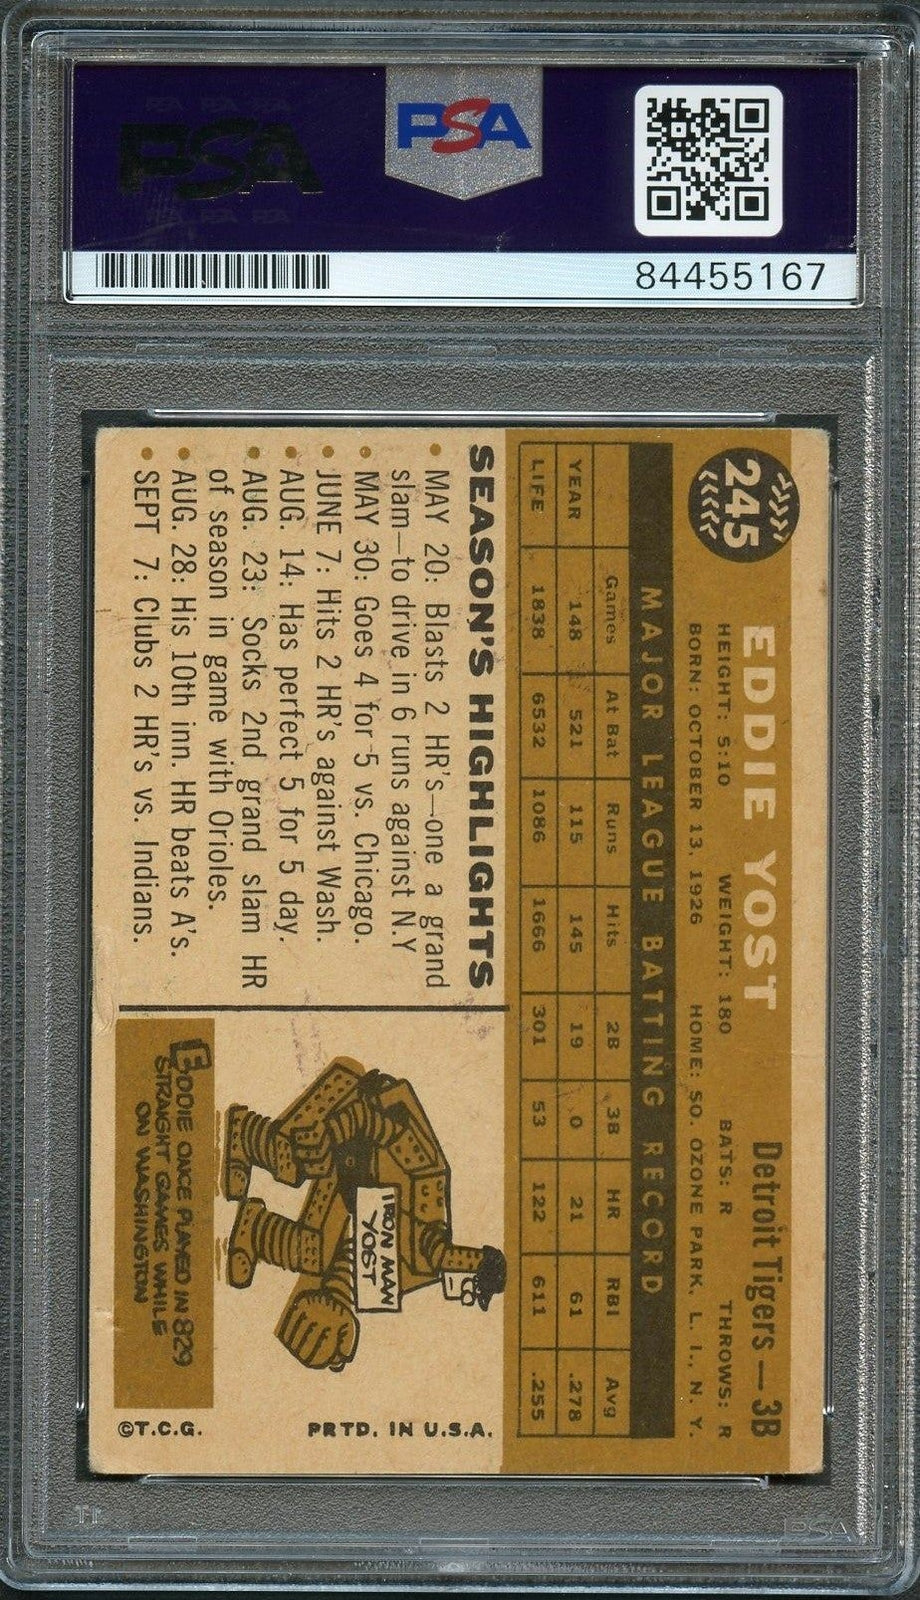 PSA
PSA
84455167
245
EDDIE YOST
Detroit Tigers—3B
HEIGHT: 5:10 WEIGHT: 180 BATS: R THROWS: R
BORN: OCTOBER 13, 1926 HOME: SO. OZONE PARK, L. I., N. Y.
MAJOR LEAGUE BATTING RECORD
Games At Bat Runs Hits 2B 3B HR RBI Avg
YEAR 148 521 115 145 19 0 21 61 .278
LIFE 1838 6532 1086 1666 301 53 122 611 .255
SEASON'S HIGHLIGHTS
• MAY 20: Blasts 2 HR's—one a grand
slam—to drive in 6 runs against N.Y
• MAY 30: Goes 4 for 5 vs. Chicago.
• JUNE 7: Hits 2 HR's against Wash.
• AUG. 14: Has perfect 5 for 5 day.
• AUG. 23: Socks 2nd grand slam HR
of season in game with Orioles.
• AUG. 28: His 10th inn. HR beats A's.
• SEPT 7: Clubs 2 HR's vs. Indians.
IRON MAN
YOST
EDDIE ONCE PLAYED IN 829
STRAIGHT GAMES WHILE
ON WASHINGTON
PRTD. IN U.S.A.
©T.C.G.
PSA